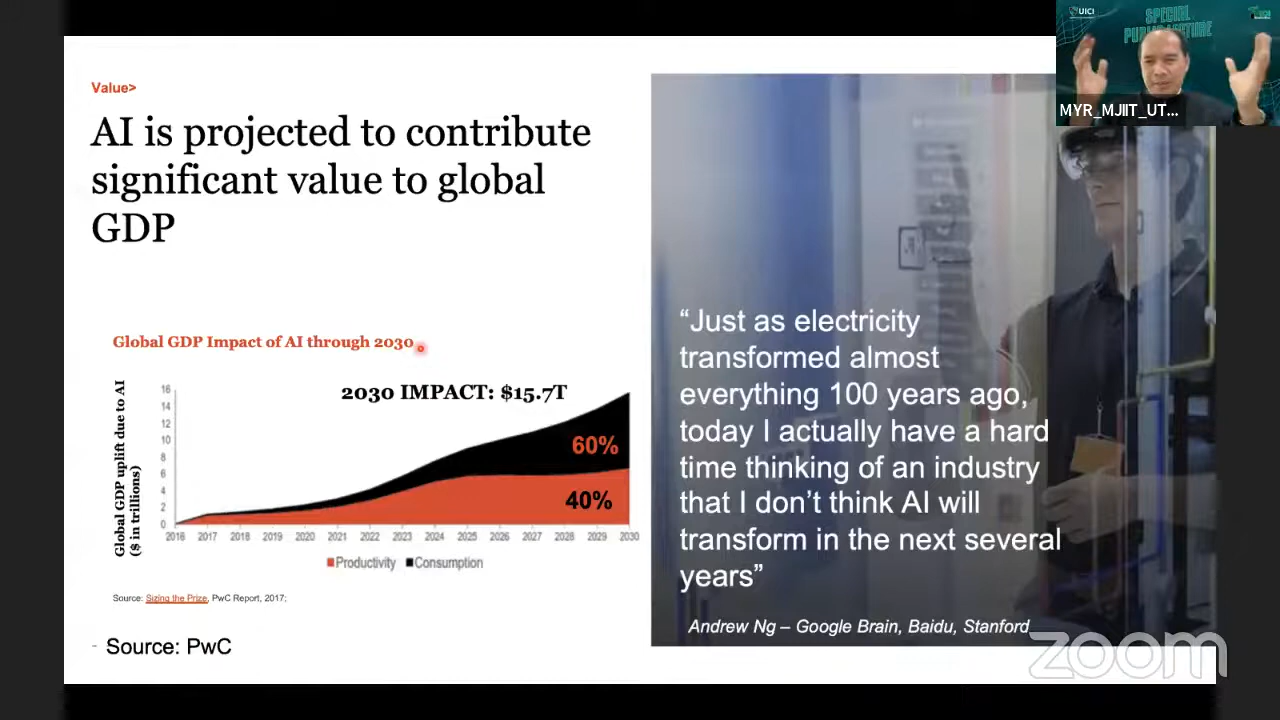 Value>
AI is projected to contribute
significant value to global
GDP
Global GDP Impact of AI through 2030
Global GDP uplift due to AI
($ in trillions)
2030 IMPACT: $15.7T
16
14
12
10
8
6
4
2
0
60%
40%
2016 2017 2018 2019 2020 2021 2022 2023 2024 2025 2026 2027 2028 2029 2030
Productivity Consumption
Source: Sizing the Prize, PwC Report, 2017;
- Source: PwC
“Just as electricity
transformed almost
everything 100 years ago,
today I actually have a hard
time thinking of an industry
that I don’t think AI will
transform in the next several
years”
Andrew Ng – Google Brain, Baidu, Stanford
UICI
SPECIAL
PUBLIC LECTURE
MYR_MJIIT_UT...
zoom